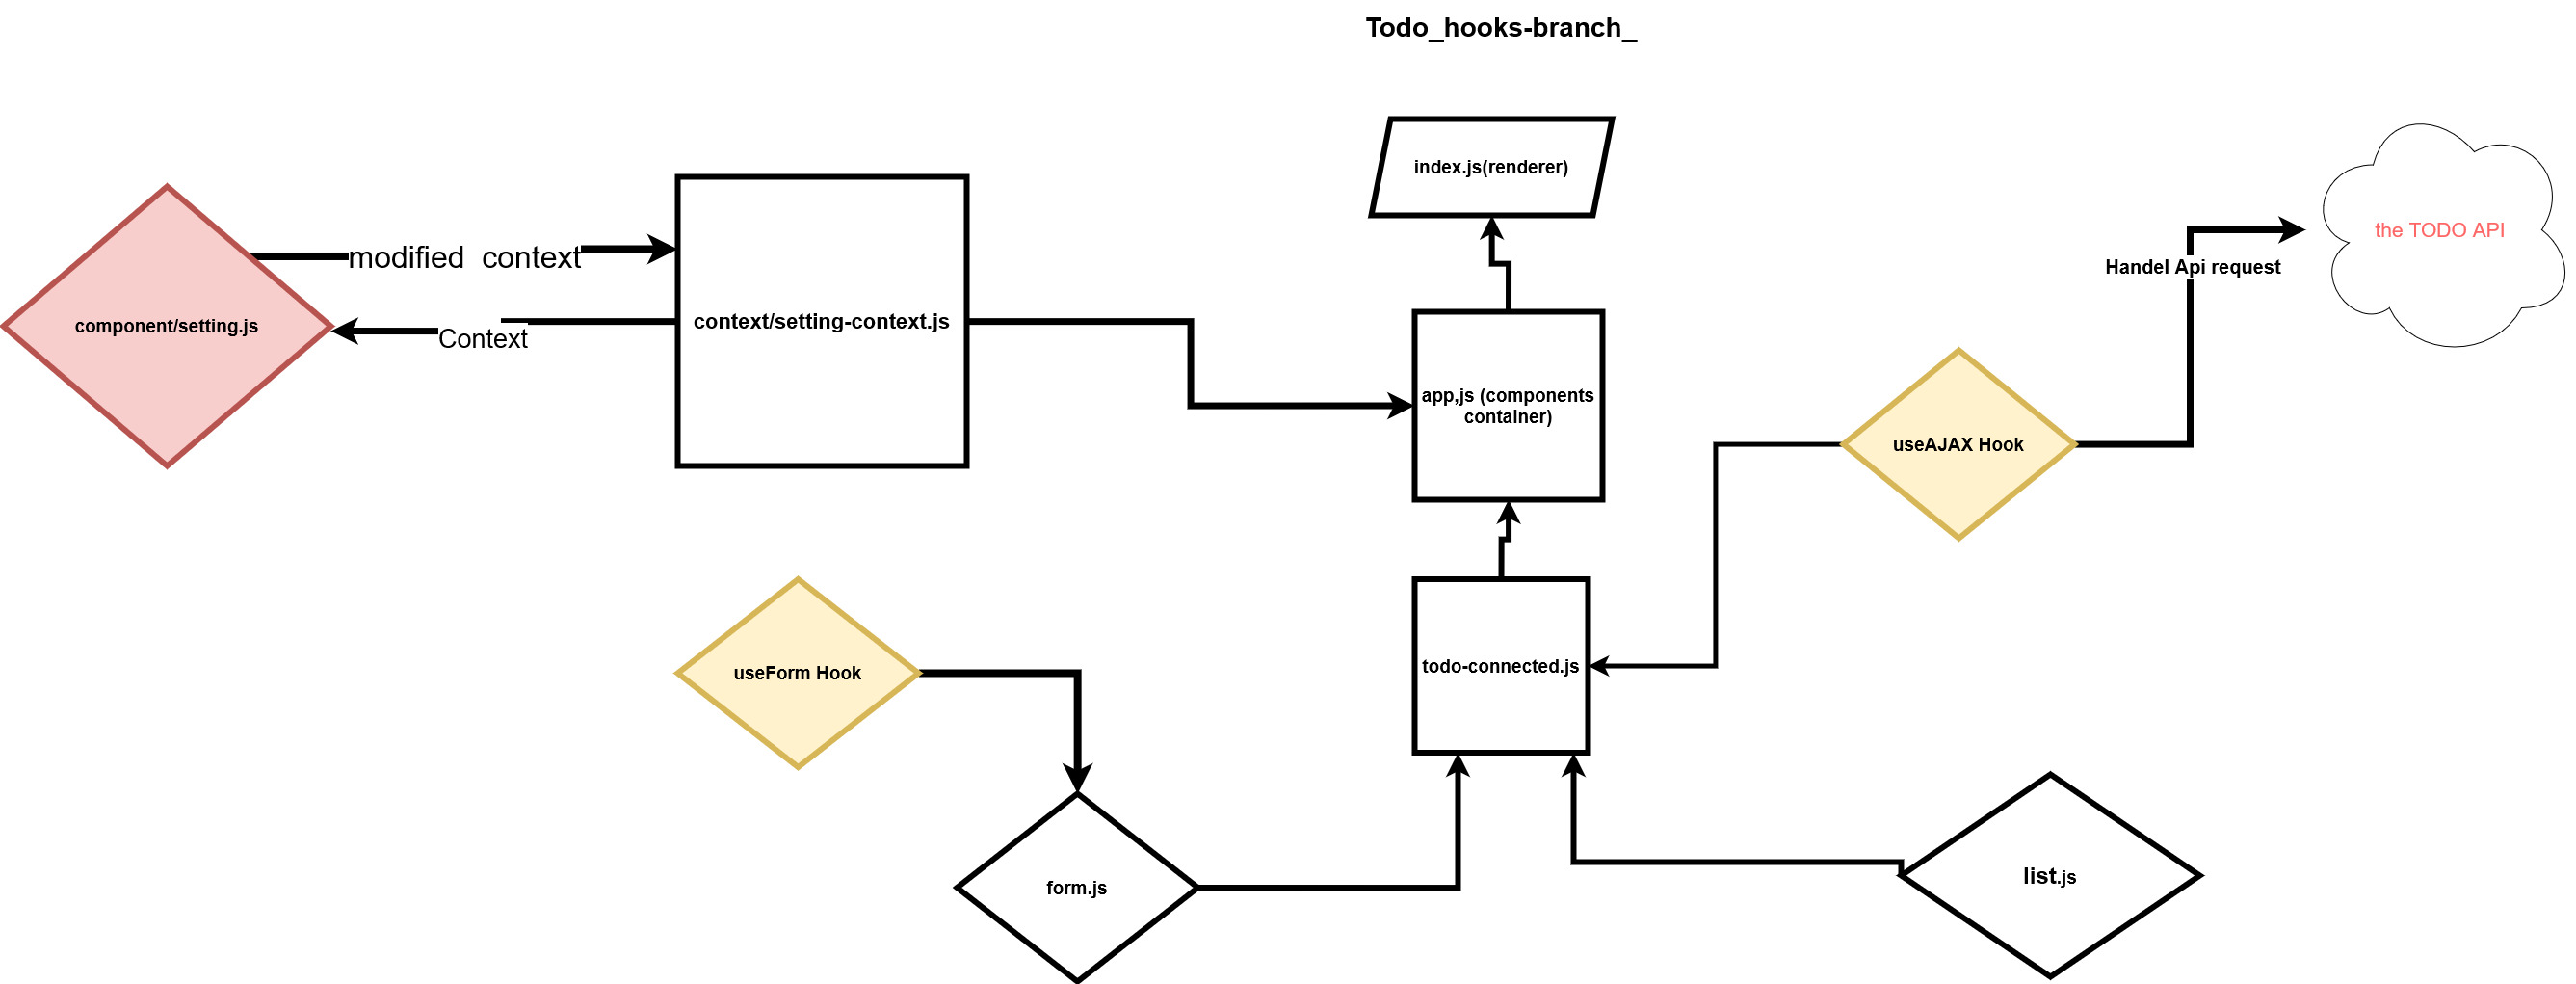 Todo_hooks-branch_
index.js(renderer)
the TODO API
modified context
Handel Api request
component/setting.js
context/setting-context.js
Context
app,js (components
container)
useAJAX Hook
useForm Hook
todo-connected.js
form.js
list.js